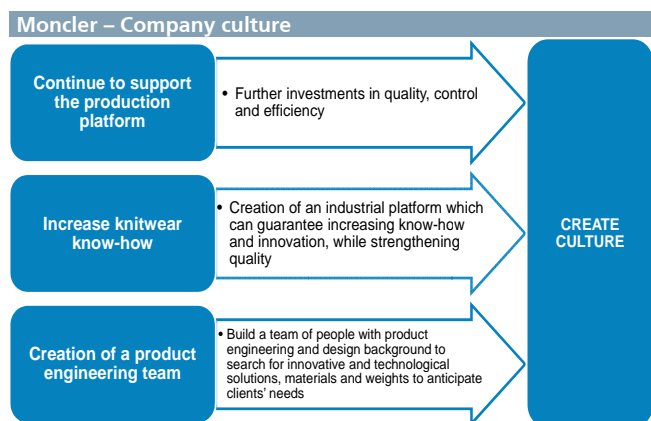 Moncler – Company culture
Continue to support
the production
platform
• Further investments in quality, control
and efficiency
Increase knitwear
know-how
• Creation of an industrial platform which
can guarantee increasing know-how
and innovation, while strengthening
quality
Creation of a product
engineering team
• Build a team of people with product
engineering and design background to
search for innovative and technological
solutions, materials and weights to anticipate
clients' needs
CREATE
CULTURE